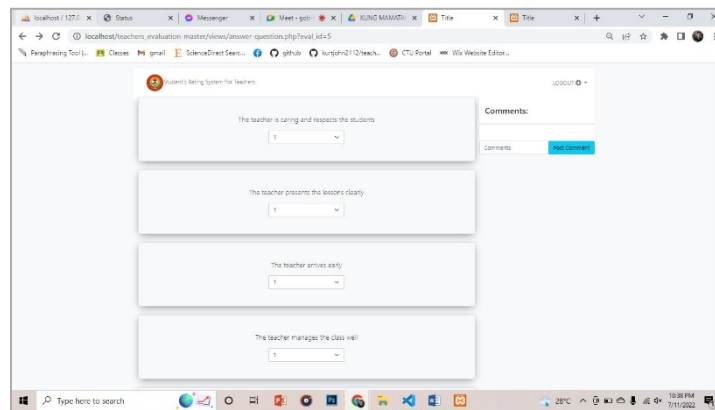 localhost / 127.0
Status
Messenger
Meet - gobi
KUNG MAMATAY
Title
Title
localhost/teachers_evaluation-master/views/answer-question.php?eval_id=5
Paraphrasing Tool |...
Classes
gmail
ScienceDirect Searc...
github
kurtjohn2112/teach...
CTU Portal
Wix Website Editor...
Student's Rating System For Teachers
LOGOUT
The teacher is caring and respects the students
1
Comments:
Comments
Post Comment
The teacher presents the lessons clearly
1
The teacher arrives early
1
The teacher manages the class well
1
Type here to search
28°C
10:38 PM
7/11/2022